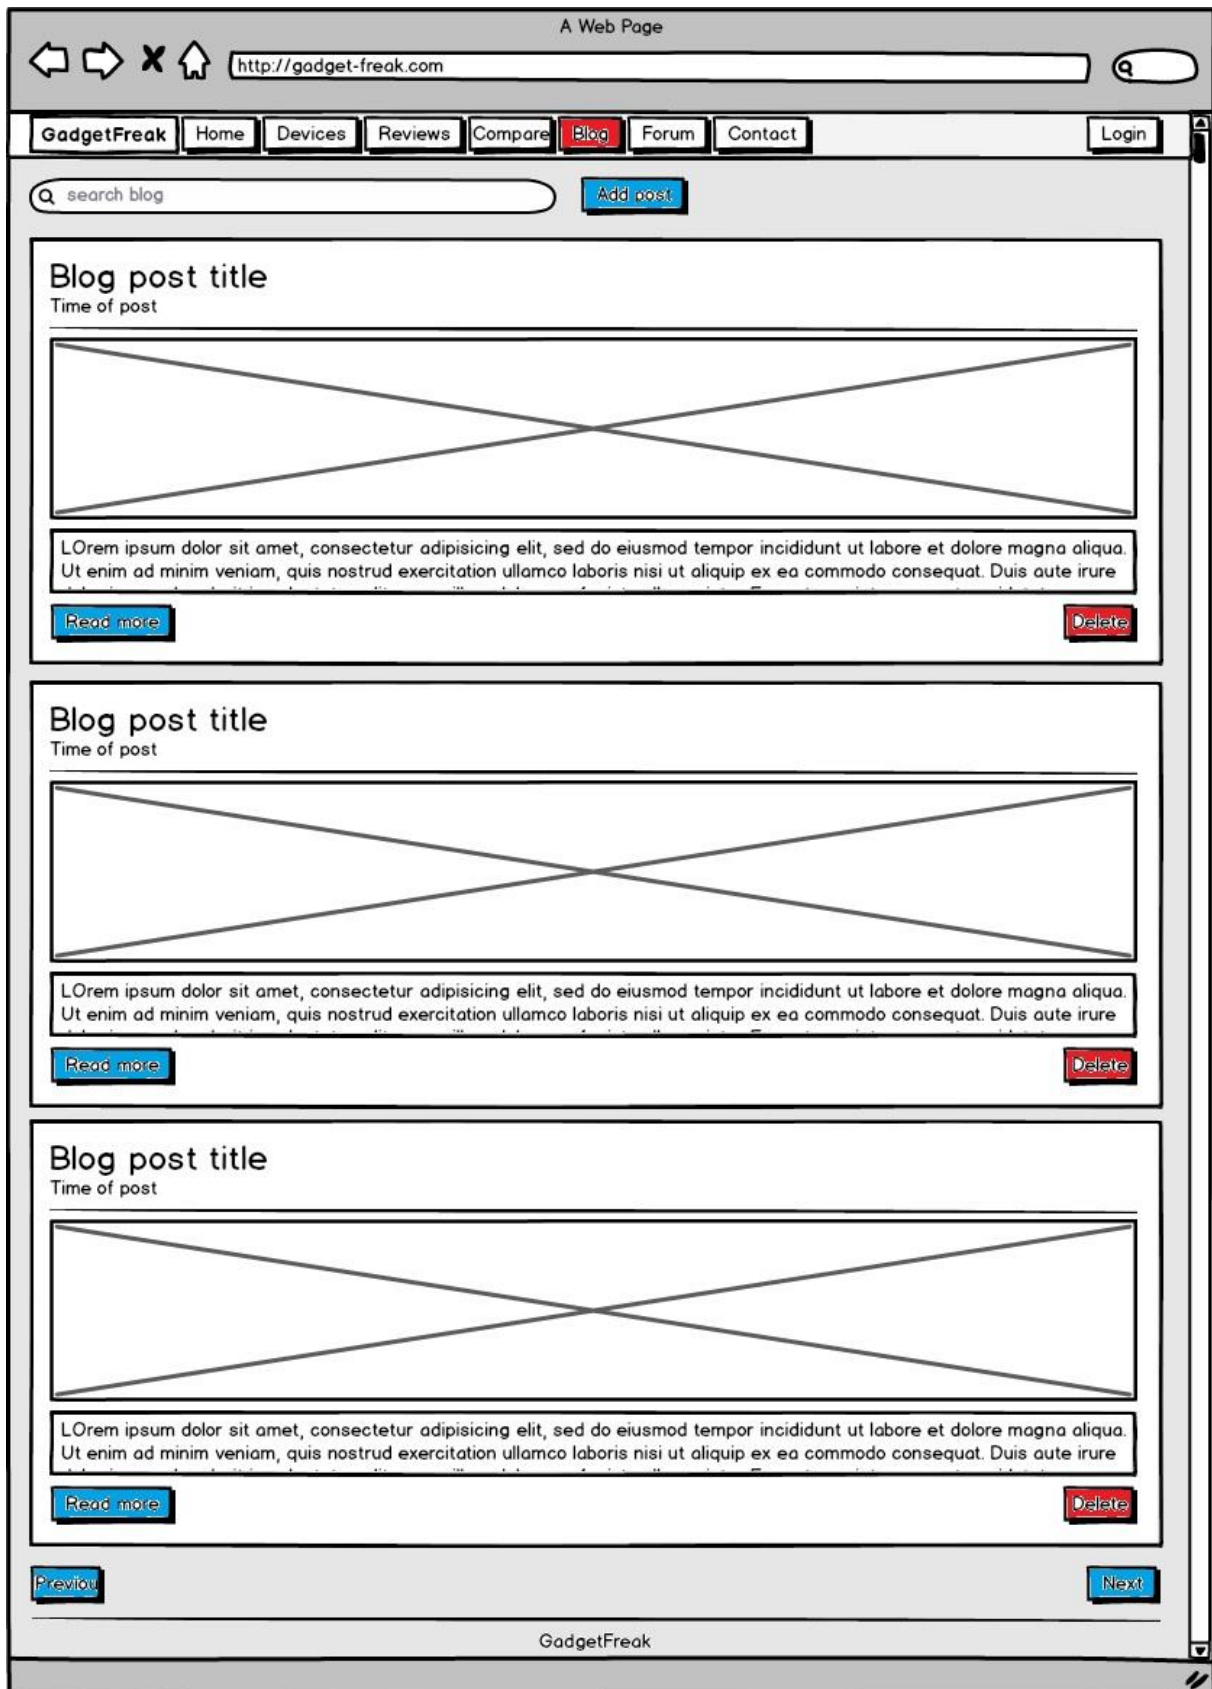 A Web Page
http://gadget-freak.com
GadgetFreak Home Devices Reviews Compare Blog Forum Contact Login
search blog Add post
Blog post title
Time of post
LOrem ipsum dolor sit amet, consectetur adipisicing elit, sed do eiusmod tempor incididunt ut labore et dolore magna aliqua.
Ut enim ad minim veniam, quis nostrud exercitation ullamco laboris nisi ut aliquip ex ea commodo consequat. Duis aute irure
Read more Delete
Blog post title
Time of post
LOrem ipsum dolor sit amet, consectetur adipisicing elit, sed do eiusmod tempor incididunt ut labore et dolore magna aliqua.
Ut enim ad minim veniam, quis nostrud exercitation ullamco laboris nisi ut aliquip ex ea commodo consequat. Duis aute irure
Read more Delete
Blog post title
Time of post
LOrem ipsum dolor sit amet, consectetur adipisicing elit, sed do eiusmod tempor incididunt ut labore et dolore magna aliqua.
Ut enim ad minim veniam, quis nostrud exercitation ullamco laboris nisi ut aliquip ex ea commodo consequat. Duis aute irure
Read more Delete
Previou Next
GadgetFreak